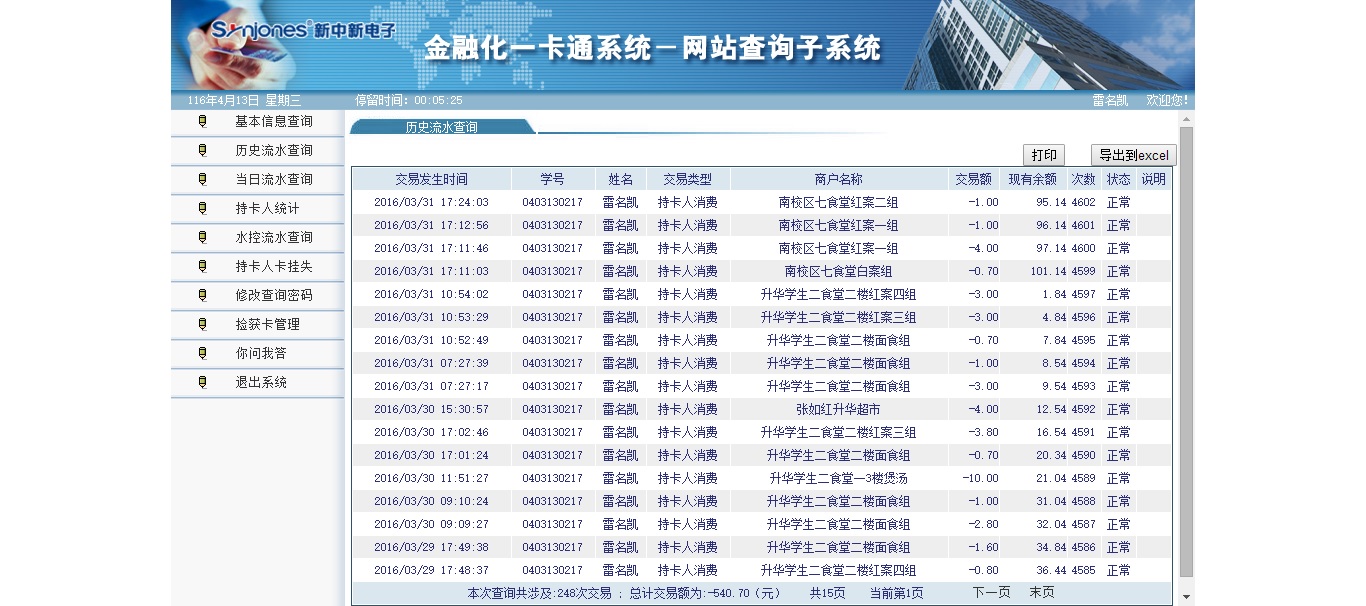 Synjones 新中新电子
金融化一卡通系统－网站查询子系统
116年4月13日 星期三 停留时间: 00:05:25 雷名凯 欢迎您!
基本信息查询
历史流水查询
当日流水查询
持卡人统计
水控流水查询
持卡人卡挂失
修改查询密码
捡获卡管理
你问我答
退出系统
历史流水查询
打印 导出到excel
交易发生时间 学号 姓名 交易类型 商户名称 交易额 现有余额 次数 状态 说明
2016/03/31 17:24:03 0403130217 雷名凯 持卡人消费 南校区七食堂红案二组 -1.00 95.14 4602 正常
2016/03/31 17:12:56 0403130217 雷名凯 持卡人消费 南校区七食堂红案一组 -1.00 96.14 4601 正常
2016/03/31 17:11:46 0403130217 雷名凯 持卡人消费 南校区七食堂红案一组 -4.00 97.14 4600 正常
2016/03/31 17:11:03 0403130217 雷名凯 持卡人消费 南校区七食堂白案组 -0.70 101.14 4599 正常
2016/03/31 10:54:02 0403130217 雷名凯 持卡人消费 升华学生二食堂二楼红案四组 -3.00 1.84 4597 正常
2016/03/31 10:53:29 0403130217 雷名凯 持卡人消费 升华学生二食堂二楼红案三组 -3.00 4.84 4596 正常
2016/03/31 10:52:49 0403130217 雷名凯 持卡人消费 升华学生二食堂二楼面食组 -0.70 7.84 4595 正常
2016/03/31 07:27:39 0403130217 雷名凯 持卡人消费 升华学生二食堂二楼面食组 -1.00 8.54 4594 正常
2016/03/31 07:27:17 0403130217 雷名凯 持卡人消费 升华学生二食堂二楼面食组 -3.00 9.54 4593 正常
2016/03/30 15:30:57 0403130217 雷名凯 持卡人消费 张如红升华超市 -4.00 12.54 4592 正常
2016/03/30 17:02:46 0403130217 雷名凯 持卡人消费 升华学生二食堂二楼红案三组 -3.80 16.54 4591 正常
2016/03/30 17:01:24 0403130217 雷名凯 持卡人消费 升华学生二食堂二楼面食组 -0.70 20.34 4590 正常
2016/03/30 11:51:27 0403130217 雷名凯 持卡人消费 升华学生二食堂一3楼煲汤 -10.00 21.04 4589 正常
2016/03/30 09:10:24 0403130217 雷名凯 持卡人消费 升华学生二食堂二楼面食组 -1.00 31.04 4588 正常
2016/03/30 09:09:27 0403130217 雷名凯 持卡人消费 升华学生二食堂二楼面食组 -2.80 32.04 4587 正常
2016/03/29 17:49:38 0403130217 雷名凯 持卡人消费 升华学生二食堂二楼面食组 -1.60 34.84 4586 正常
2016/03/29 17:48:37 0403130217 雷名凯 持卡人消费 升华学生二食堂二楼红案四组 -0.80 36.44 4585 正常
本次查询共涉及:248次交易 ; 总计交易额为:-540.70（元） 共15页 当前第1页 下一页 末页